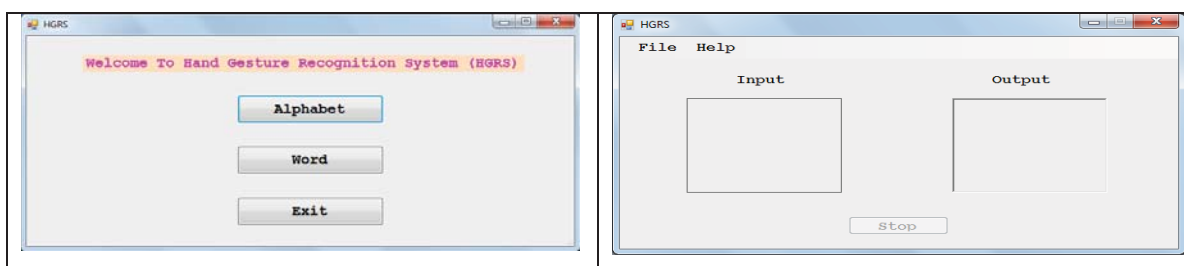 HGRS
Welcome To Hand Gesture Recognition System (HGRS)
Alphabet
Word
Exit
HGRS
File Help
Input Output
Stop